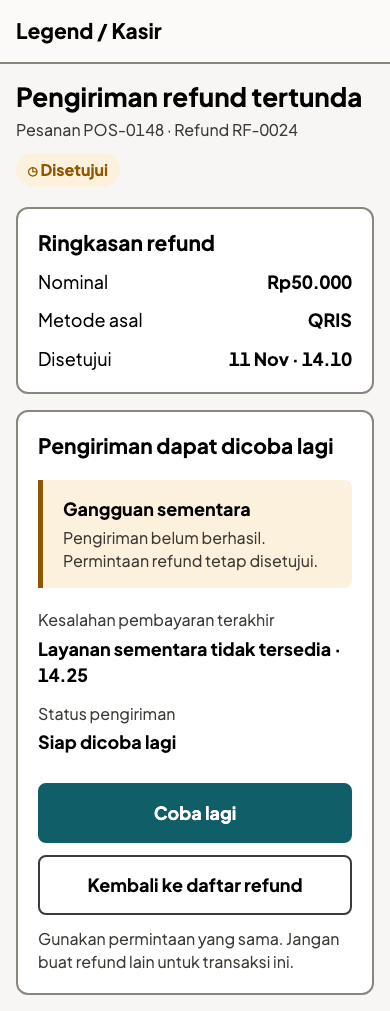 Legend / Kasir
Pengiriman refund tertunda
Pesanan POS-0148 · Refund RF-0024
Disetujui
Ringkasan refund
Nominal Rp50.000
Metode asal QRIS
Disetujui 11 Nov · 14.10
Pengiriman dapat dicoba lagi
Gangguan sementara
Pengiriman belum berhasil.
Permintaan refund tetap disetujui.
Kesalahan pembayaran terakhir
Layanan sementara tidak tersedia ·
14.25
Status pengiriman
Siap dicoba lagi
Coba lagi
Kembali ke daftar refund
Gunakan permintaan yang sama. Jangan
buat refund lain untuk transaksi ini.